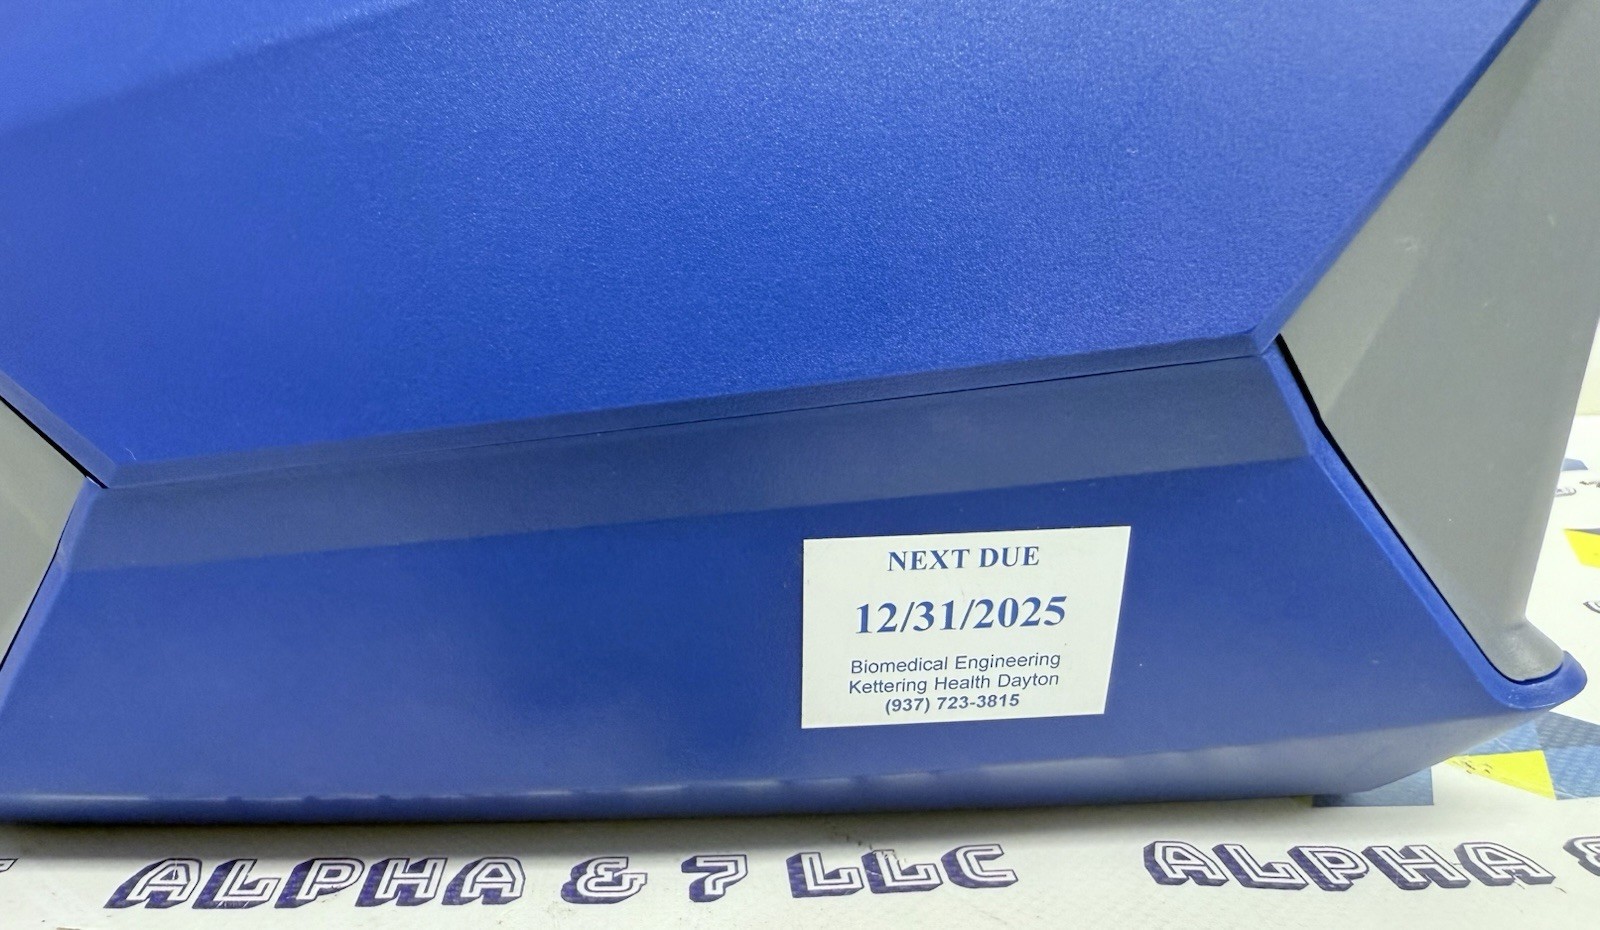 NEXT DUE
12/31/2025
Biomedical Engineering
Kettering Health Dayton
(937) 723-3815
ALPHA & 7 LLC ALPHA &